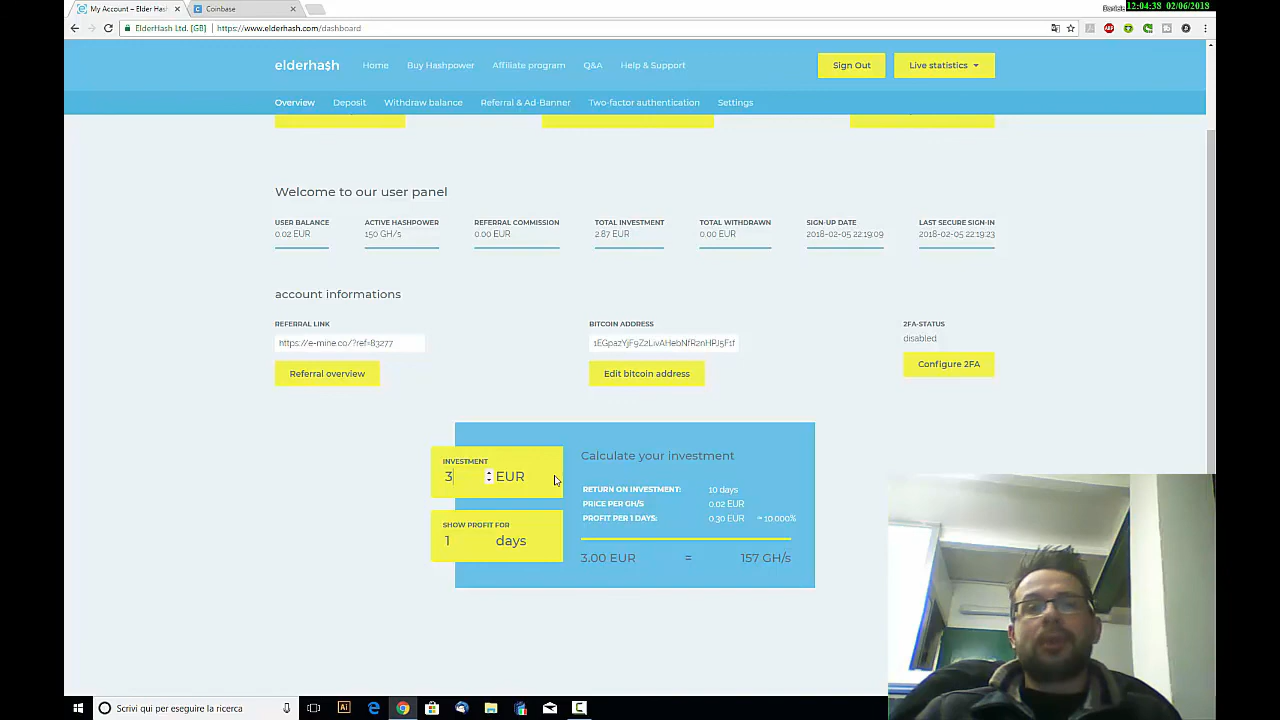 My Account – Elder Has
Coinbase
12:04:38 02/06/2018
ElderHash Ltd. [GB]
https://www.elderhash.com/dashboard
elderha$h
Home
Buy Hashpower
Affiliate program
Q&A
Help & Support
Sign Out
Live statistics
Overview
Deposit
Withdraw balance
Referral & Ad-Banner
Two-factor authentication
Settings
Welcome to our user panel
USER BALANCE
ACTIVE HASHPOWER
REFERRAL COMMISSION
TOTAL INVESTMENT
TOTAL WITHDRAWN
SIGN-UP DATE
LAST SECURE SIGN-IN
0.02 EUR
150 GH/s
0.00 EUR
2.87 EUR
0.00 EUR
2018-02-05 22:19:09
2018-02-05 22:19:23
account informations
REFERRAL LINK
BITCOIN ADDRESS
2FA-STATUS
https://e-mine.co/?ref=83277
1EGpazYjF9Z2LivAHebNfR2nHPJ5F1f
disabled
Referral overview
Edit bitcoin address
Configure 2FA
INVESTMENT
3 EUR
SHOW PROFIT FOR
1 days
Calculate your investment
RETURN ON INVESTMENT: 10 days
PRICE PER GH/S 0.02 EUR
PROFIT PER 1 DAYS: 0.30 EUR ≈ 10.000%
3.00 EUR = 157 GH/s
Scrivi qui per eseguire la ricerca